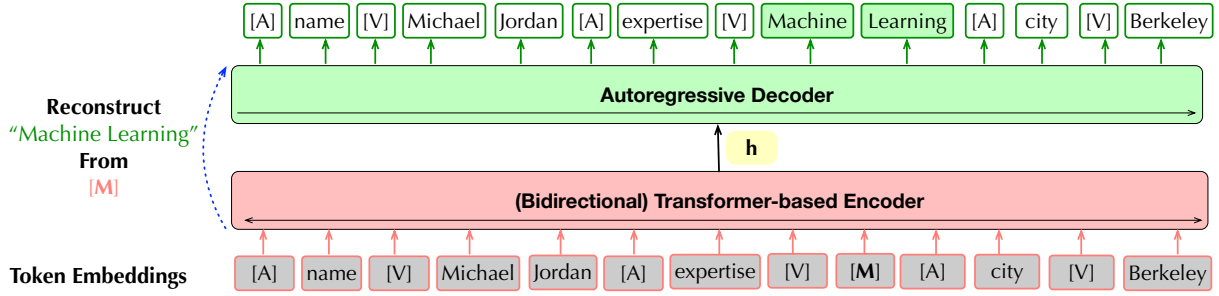 [A] name [V] Michael Jordan [A] expertise [V] Machine Learning [A] city [V] Berkeley
Autoregressive Decoder
Reconstruct
“Machine Learning”
From
[M]
h
(Bidirectional) Transformer-based Encoder
Token Embeddings [A] name [V] Michael Jordan [A] expertise [V] [M] [A] city [V] Berkeley